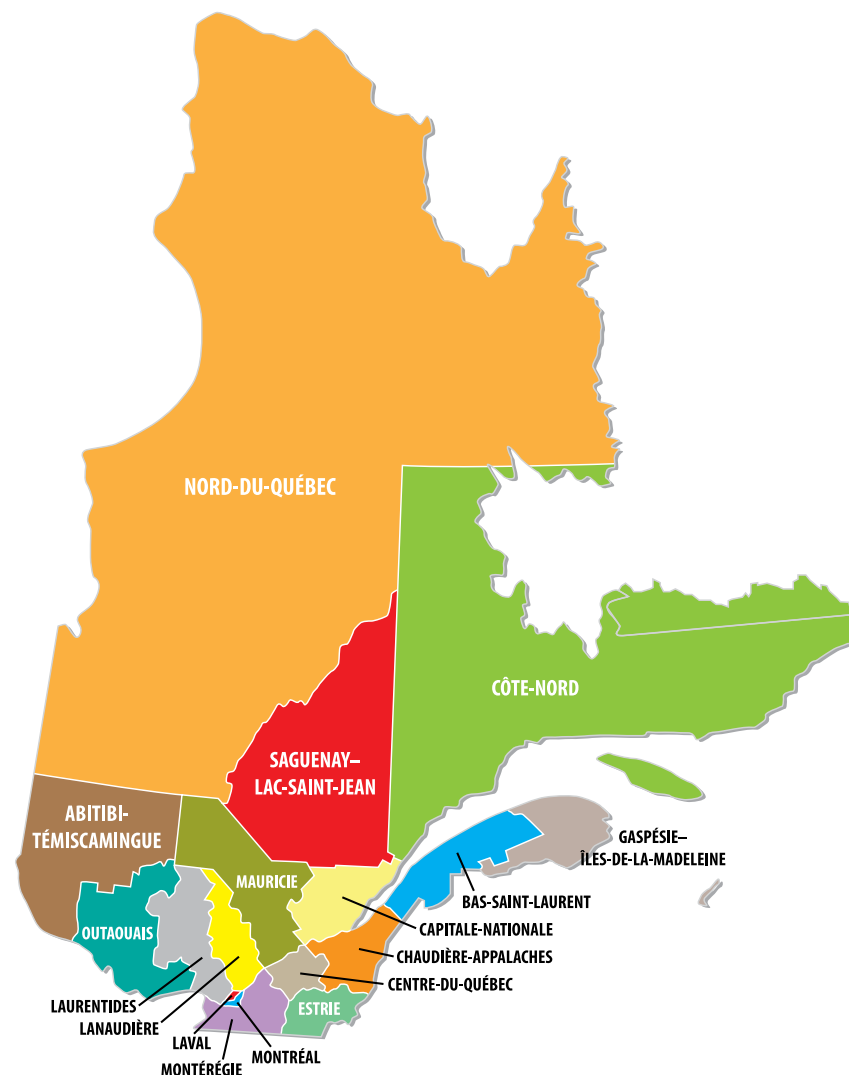 NORD-DU-QUÉBEC
CÔTE-NORD
SAGUENAY–
LAC-SAINT-JEAN
ABITIBI-
TÉMISCAMINGUE
GASPÉSIE–
ÎLES-DE-LA-MADELEINE
MAURICIE
BAS-SAINT-LAURENT
CAPITALE-NATIONALE
OUTAOUAIS
CHAUDIÈRE-APPALACHES
CENTRE-DU-QUÉBEC
LAURENTIDES
ESTRIE
LANAUDIÈRE
LAVAL
MONTRÉAL
MONTÉRÉGIE